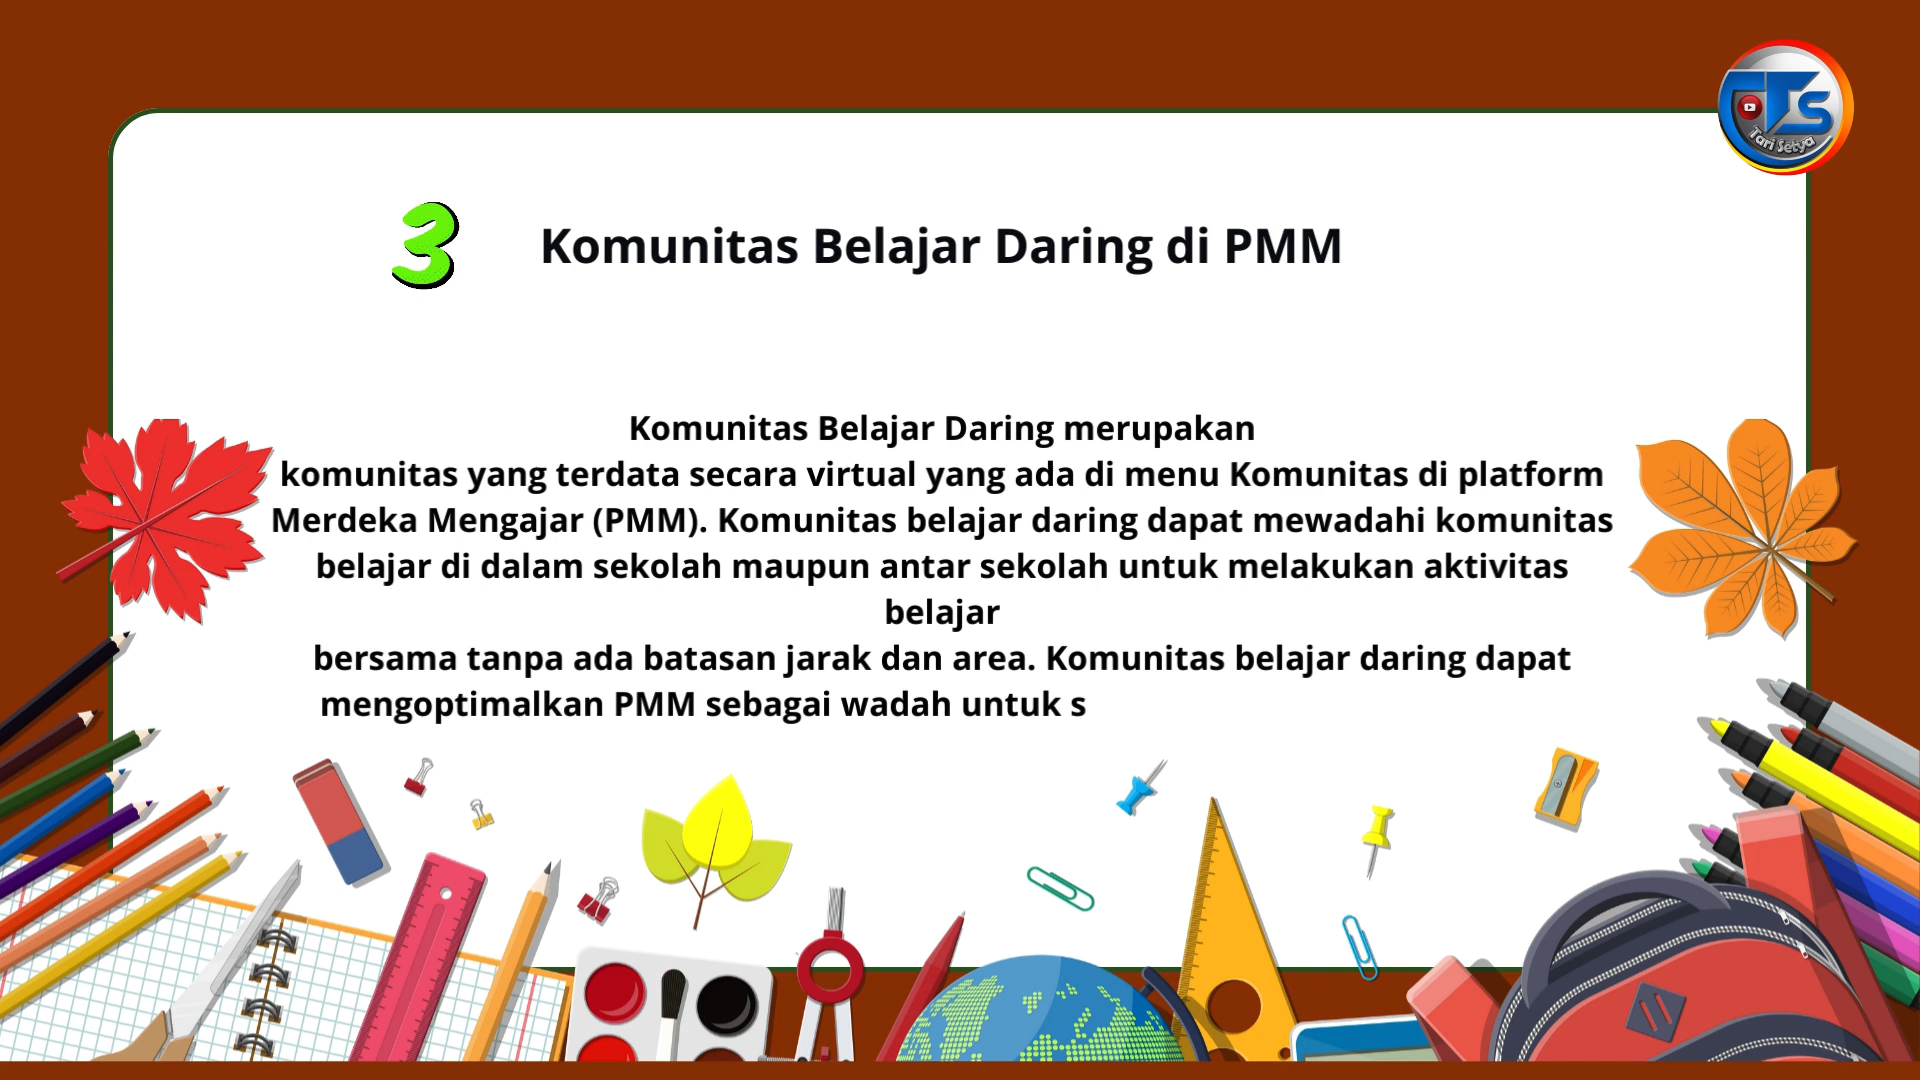 Tari Setya
3
Komunitas Belajar Daring di PMM
Komunitas Belajar Daring merupakan
komunitas yang terdata secara virtual yang ada di menu Komunitas di platform
Merdeka Mengajar (PMM). Komunitas belajar daring dapat mewadahi komunitas
belajar di dalam sekolah maupun antar sekolah untuk melakukan aktivitas
belajar
bersama tanpa ada batasan jarak dan area. Komunitas belajar daring dapat
mengoptimalkan PMM sebagai wadah untuk s